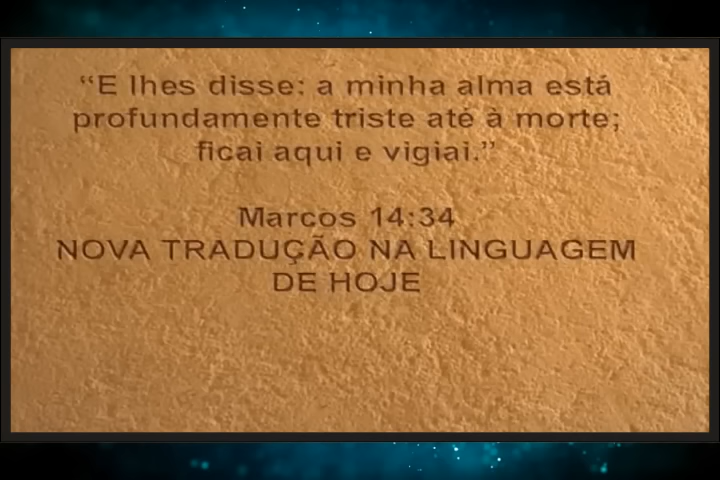 “E lhes disse: a minha alma está
profundamente triste até à morte;
ficai aqui e vigiai.”
Marcos 14:34
NOVA TRADUÇÃO NA LINGUAGEM
DE HOJE